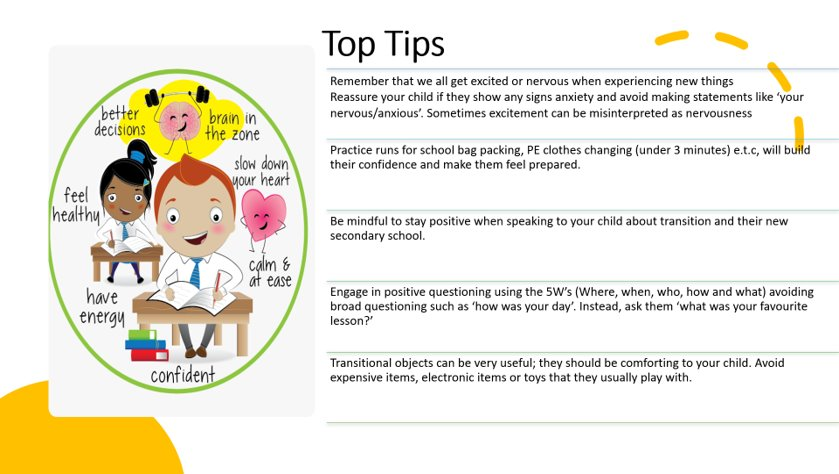 Top Tips
better
decisions
brain in
the zone
slow down
your heart
feel
healthy
calm &
at ease
have
energy
confident
Remember that we all get excited or nervous when experiencing new things
Reassure your child if they show any signs anxiety and avoid making statements like ‘your
nervous/anxious’. Sometimes excitement can be misinterpreted as nervousness
Practice runs for school bag packing, PE clothes changing (under 3 minutes) e.t.c, will build
their confidence and make them feel prepared.
Be mindful to stay positive when speaking to your child about transition and their new
secondary school.
Engage in positive questioning using the 5W’s (Where, when, who, how and what) avoiding
broad questioning such as ‘how was your day’. Instead, ask them ‘what was your favourite
lesson?’
Transitional objects can be very useful; they should be comforting to your child. Avoid
expensive items, electronic items or toys that they usually play with.